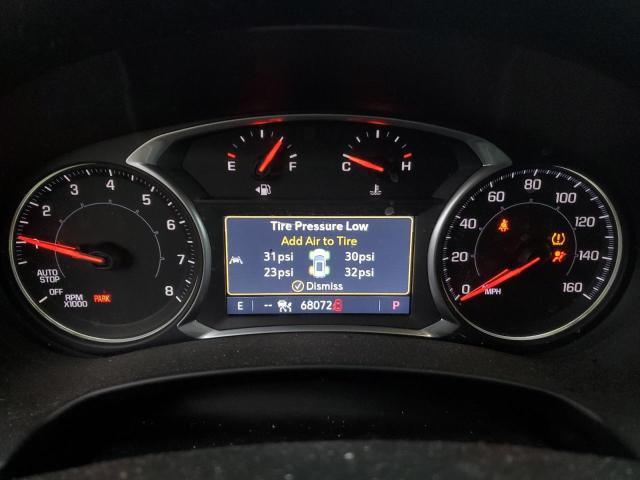 E F
C H
1 2 3 4 5 6 7 8
AUTO
STOP
OFF
RPM
X1000
PARK
Tire Pressure Low
Add Air to Tire
31psi 30psi
23psi 32psi
Dismiss
E -- 68072 P
0 20 40 60 80 100 120 140 160
MPH